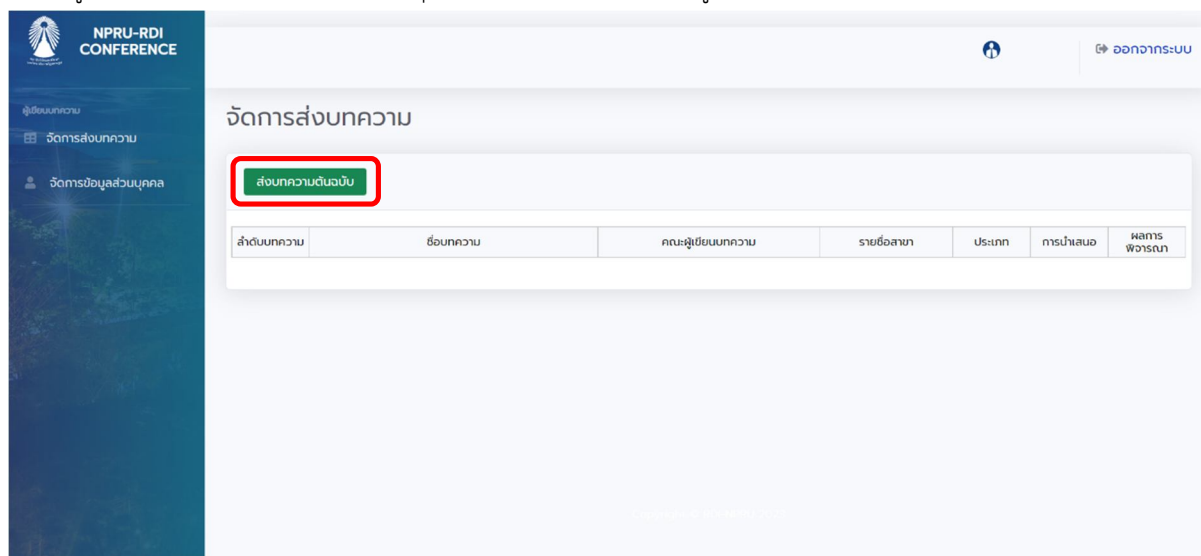 NPRU-RDI
CONFERENCE
ออกจากระบบ
ผู้เขียนบทความ
จัดการส่งบทความ
จัดการข้อมูลส่วนบุคคล
จัดการส่งบทความ
ส่งบทความต้นฉบับ
ลำดับบทความ ชื่อบทความ คณะผู้เขียนบทความ รายชื่อสาขา ประเภท การนำเสนอ ผลการ
พิจารณา